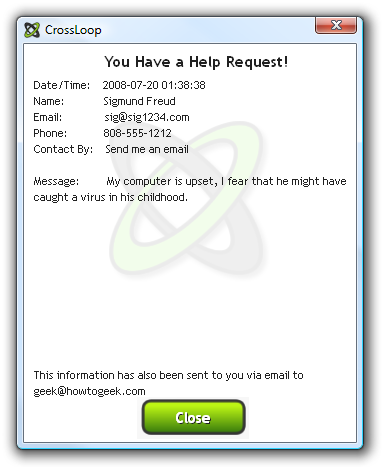 CrossLoop
You Have a Help Request!
Date/Time: 2008-07-20 01:38:38
Name: Sigmund Freud
Email: sig@sig1234.com
Phone: 808-555-1212
Contact By: Send me an email
Message: My computer is upset, I fear that he might have
caught a virus in his childhood.
This information has also been sent to you via email to
geek@howtogeek.com
Close